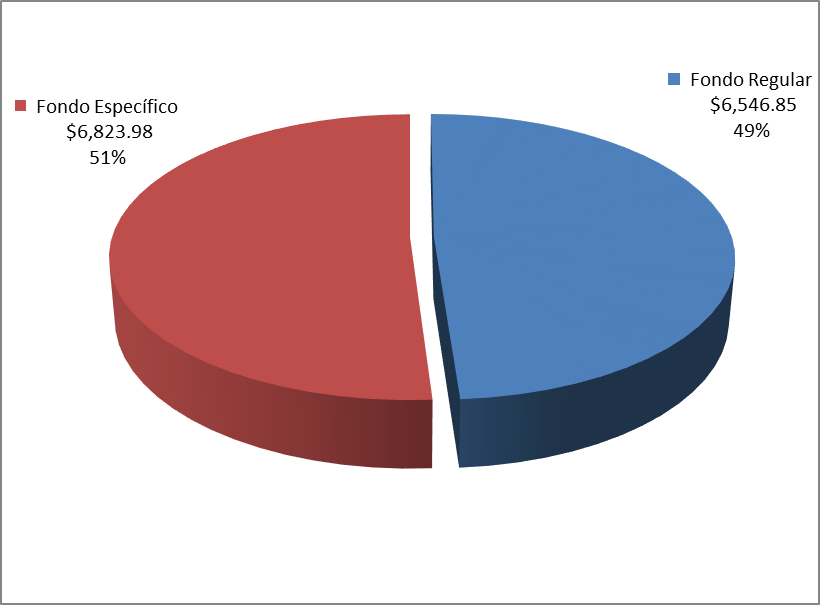 Fondo Específico
$6,823.98
51%
Fondo Regular
$6,546.85
49%